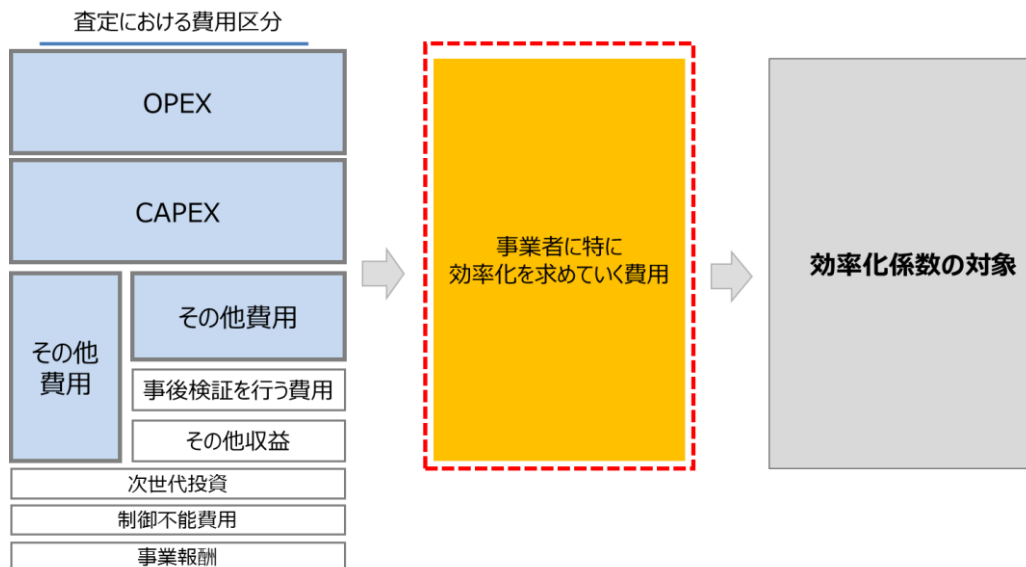 査定における費用区分
OPEX
CAPEX
その他
費用
その他費用
事後検証を行う費用
その他収益
次世代投資
制御不能費用
事業報酬
事業者に特に
効率化を求めていく費用
効率化係数の対象